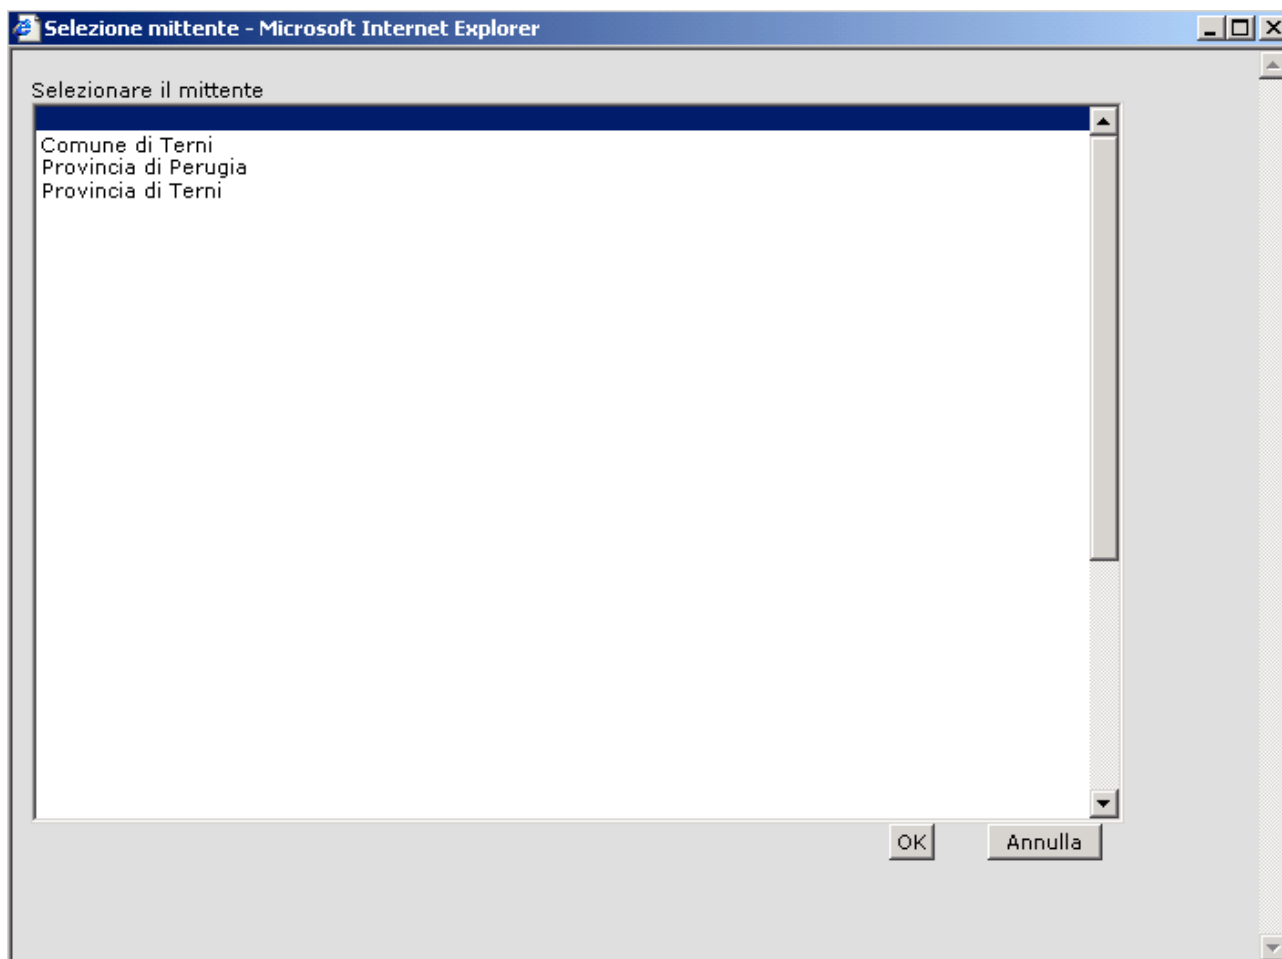 Selezione mittente - Microsoft Internet Explorer
Selezionare il mittente
Comune di Terni
Provincia di Perugia
Provincia di Terni
OK Annulla